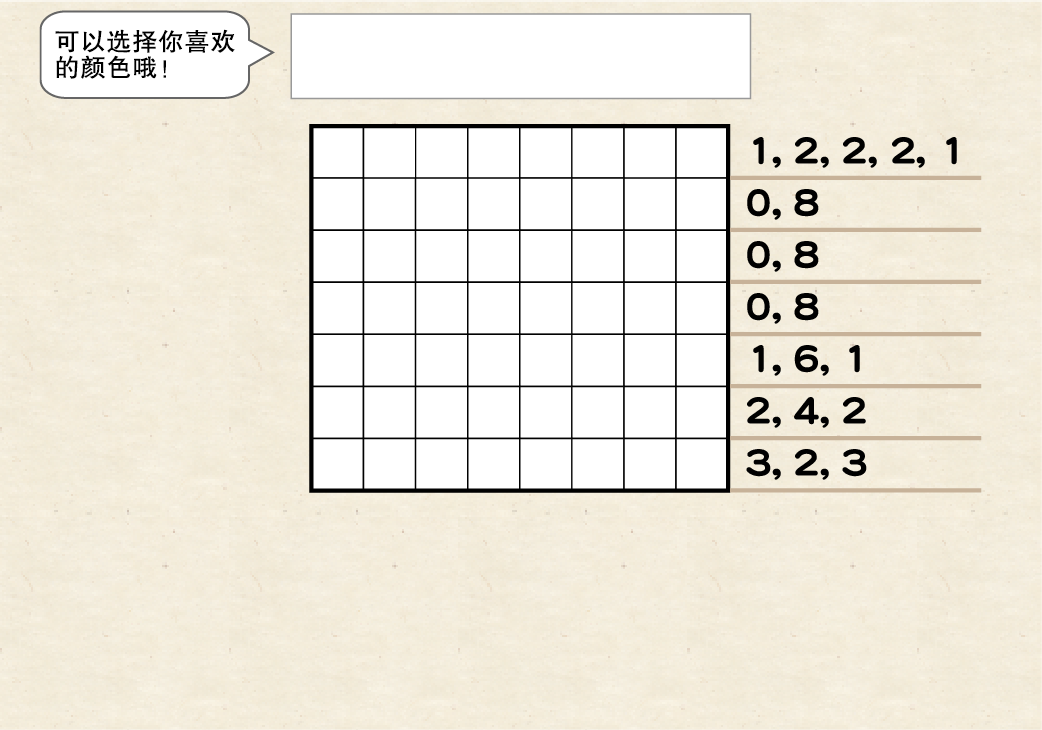 可以选择你喜欢
的颜色哦!
1, 2, 2, 2, 1
0, 8
0, 8
0, 8
1, 6, 1
2, 4, 2
3, 2, 3